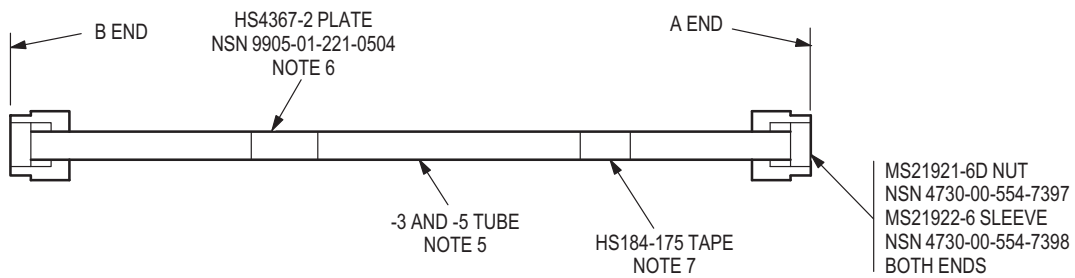 B END
HS4367-2 PLATE
NSN 9905-01-221-0504
NOTE 6
A END
-3 AND -5 TUBE
NOTE 5
HS184-175 TAPE
NOTE 7
MS21921-6D NUT
NSN 4730-00-554-7397
MS21922-6 SLEEVE
NSN 4730-00-554-7398
BOTH ENDS